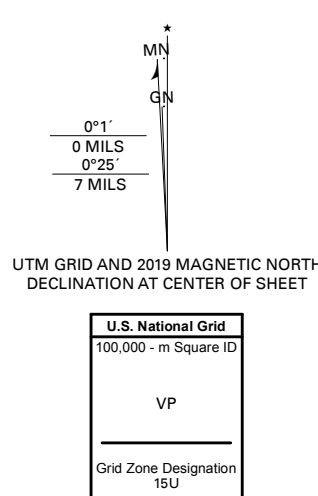 MN
GN
0°1´
0 MILS
0°25´
7 MILS
UTM GRID AND 2019 MAGNETIC NORTH
DECLINATION AT CENTER OF SHEET
U.S. National Grid
100,000 - m Square ID
VP
Grid Zone Designation
15U